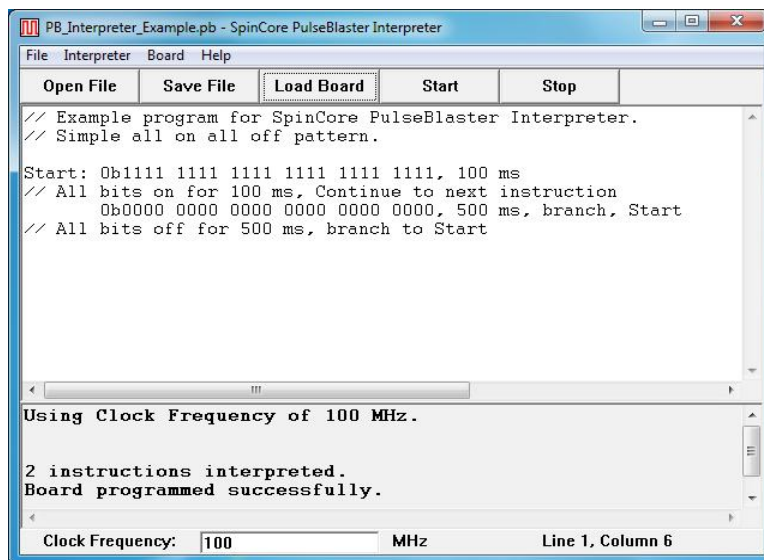 PB_Interpreter_Example.pb - SpinCore PulseBlaster Interpreter
File Interpreter Board Help
Open File Save File Load Board Start Stop
// Example program for SpinCore PulseBlaster Interpreter.
// Simple all on all off pattern.
Start: 0b1111 1111 1111 1111 1111 1111, 100 ms
// All bits on for 100 ms, Continue to next instruction
0b0000 0000 0000 0000 0000 0000, 500 ms, branch, Start
// All bits off for 500 ms, branch to Start
Using Clock Frequency of 100 MHz.
2 instructions interpreted.
Board programmed successfully.
Clock Frequency: 100 MHz Line 1, Column 6